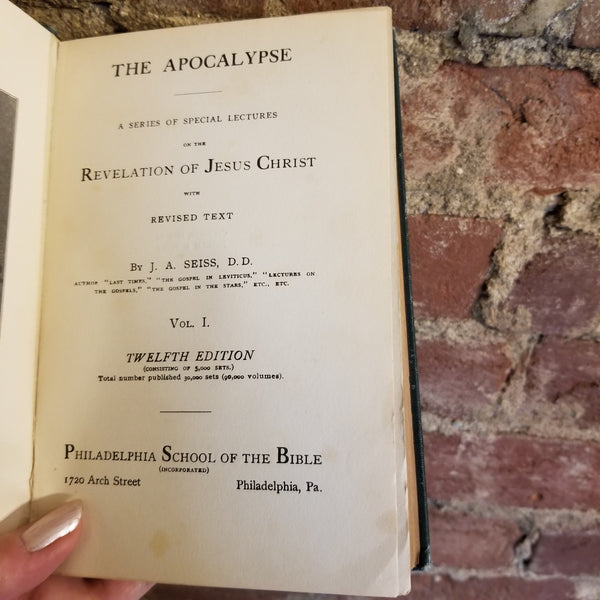 THE APOCALYPSE
A SERIES OF SPECIAL LECTURES
ON THE
REVELATION OF JESUS CHRIST
WITH
REVISED TEXT
BY J. A. SEISS, D.D.
AUTHOR "LAST TIMES," "THE GOSPEL IN LEVITICUS," "LECTURES ON
THE GOSPELS," "THE GOSPEL IN THE STARS," ETC., ETC.
VOL. I.
TWELFTH EDITION
(CONSISTING OF 5,000 SETS.)
Total number published 30,000 sets (90,000 volumes).
PHILADELPHIA SCHOOL OF THE BIBLE
(INCORPORATED)
1720 Arch Street Philadelphia, Pa.